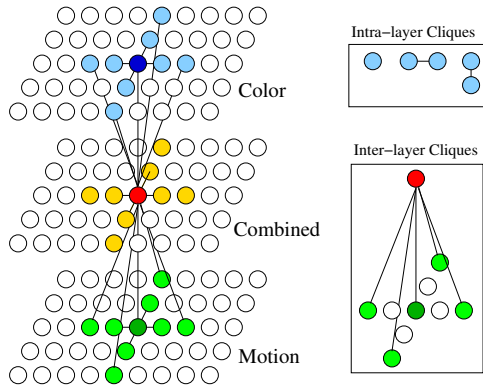 Intra-layer Cliques
Color
Inter-layer Cliques
Combined
Motion